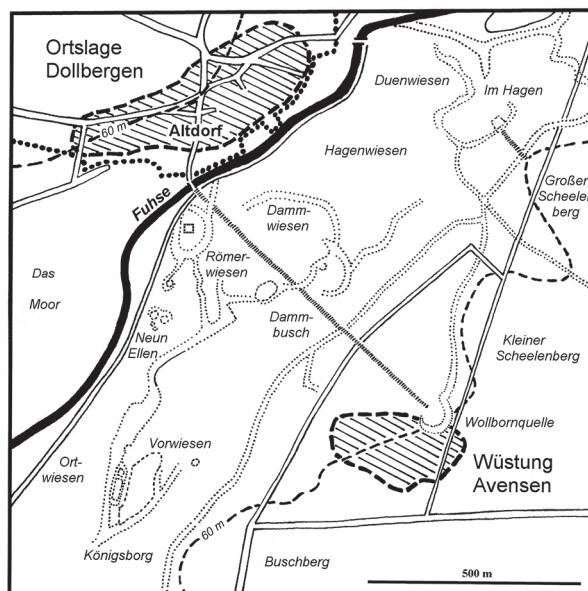 Ortslage
Dollbergen
Duenwiesen
Im Hagen
60 m
Altdorf
Hagenwiesen
Großer
Scheelen
berg
Fuhse
Damm-
wiesen
Römer-
wiesen
Das
Moor
Damm-
busch
Neun
Ellen
Kleiner
Scheelenberg
Wollbornquelle
Vorwiesen
Ort-
wiesen
Wüstung
Avensen
60 m
Königsborg
Buschberg
500 m